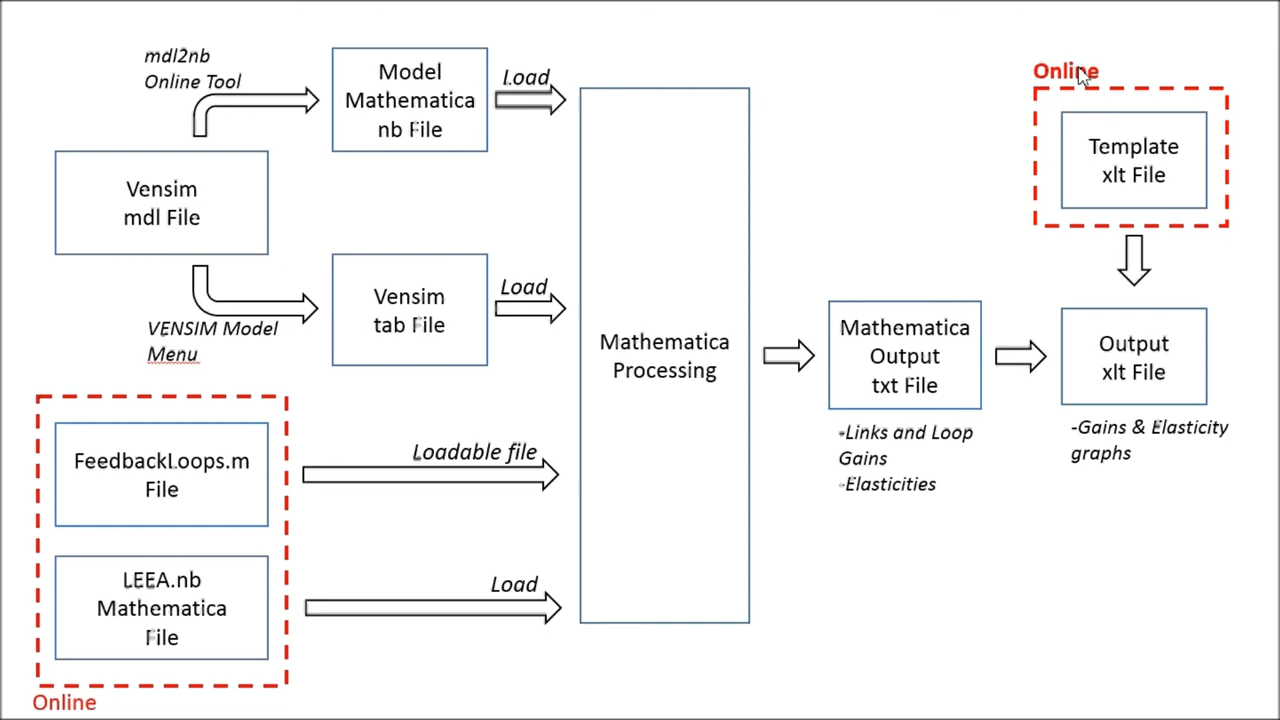 mdl2nb
Online Tool
Model
Mathematica
nb File
Load
Online
Template
xlt File
Vensim
mdl File
Vensim
tab File
Load
VENSIM Model
Menu
Mathematica
Processing
Mathematica
Output
txt File
Output
xlt File
-Links and Loop
Gains
-Elasticities
-Gains & Elasticity
graphs
FeedbackLoops.m
File
Loadable file
LEEA.nb
Mathematica
File
Load
Online